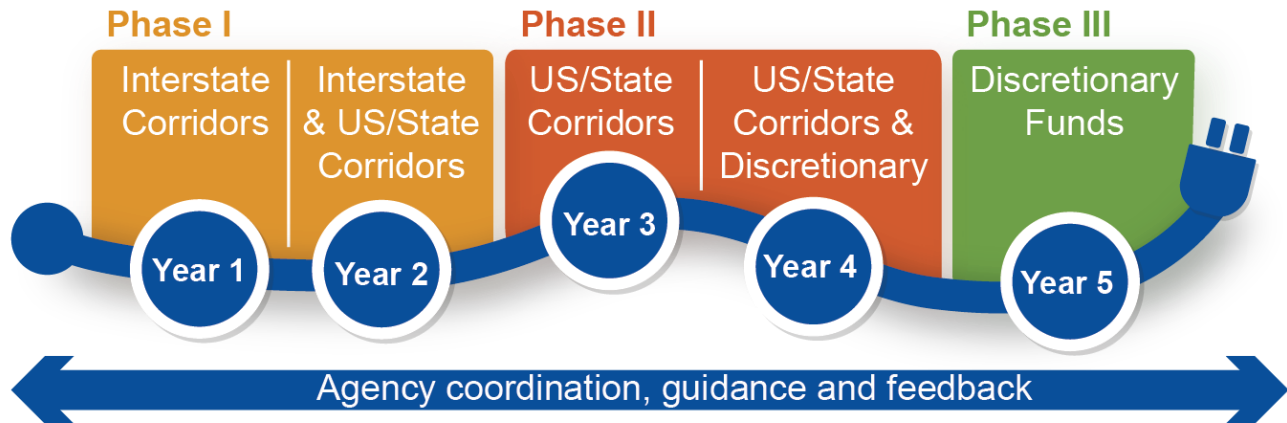 Phase I
Phase II
Phase III
Interstate
Corridors
Interstate
& US/State
Corridors
US/State
Corridors
US/State
Corridors &
Discretionary
Discretionary
Funds
Year 1
Year 2
Year 3
Year 4
Year 5
Agency coordination, guidance and feedback